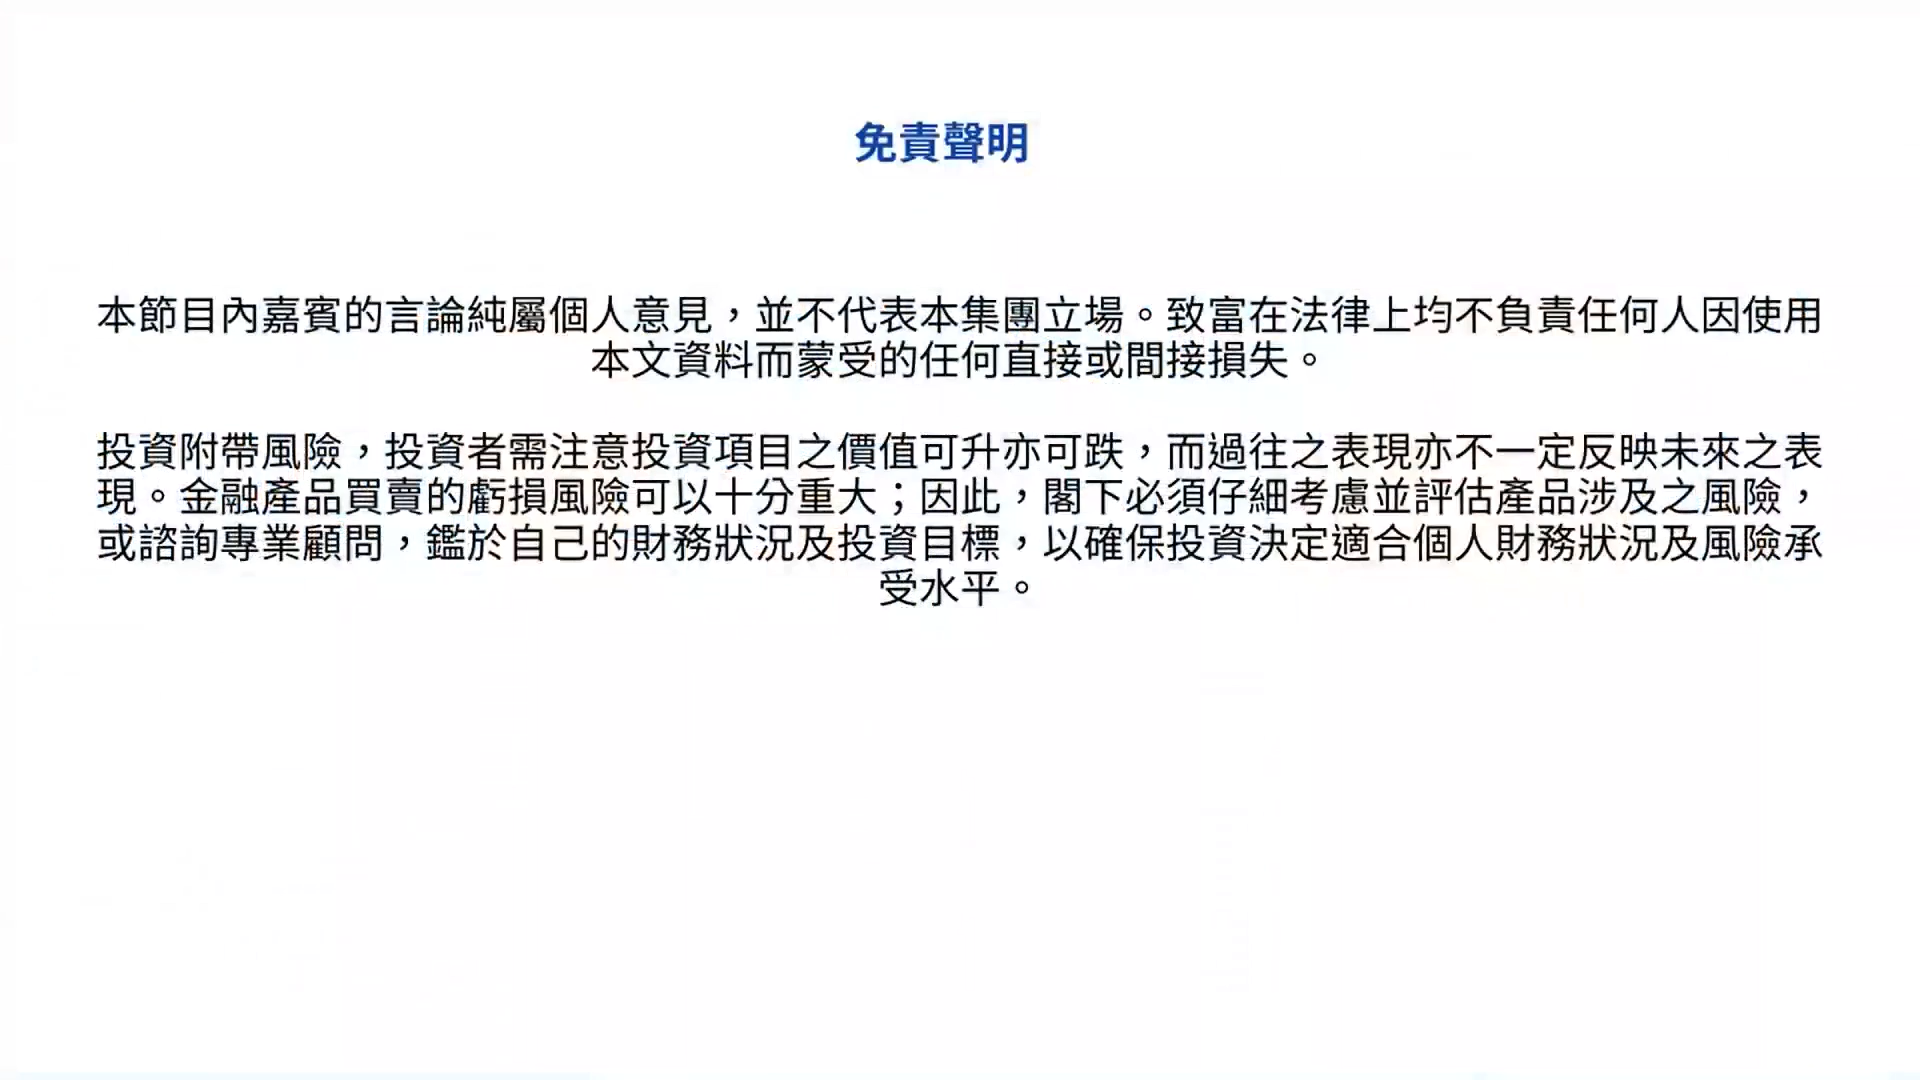 免責聲明
本節目內嘉賓的言論純屬個人意見，並不代表本集團立場。致富在法律上均不負責任何人因使用
本文資料而蒙受的任何直接或間接損失。
投資附帶風險，投資者需注意投資項目之價值可升亦可跌，而過往之表現亦不一定反映未來之表
現。金融產品買賣的虧損風險可以十分重大；因此，閣下必須仔細考慮並評估產品涉及之風險，
或諮詢專業顧問，鑑於自己的財務狀況及投資目標，以確保投資決定適合個人財務狀況及風險承
受水平。